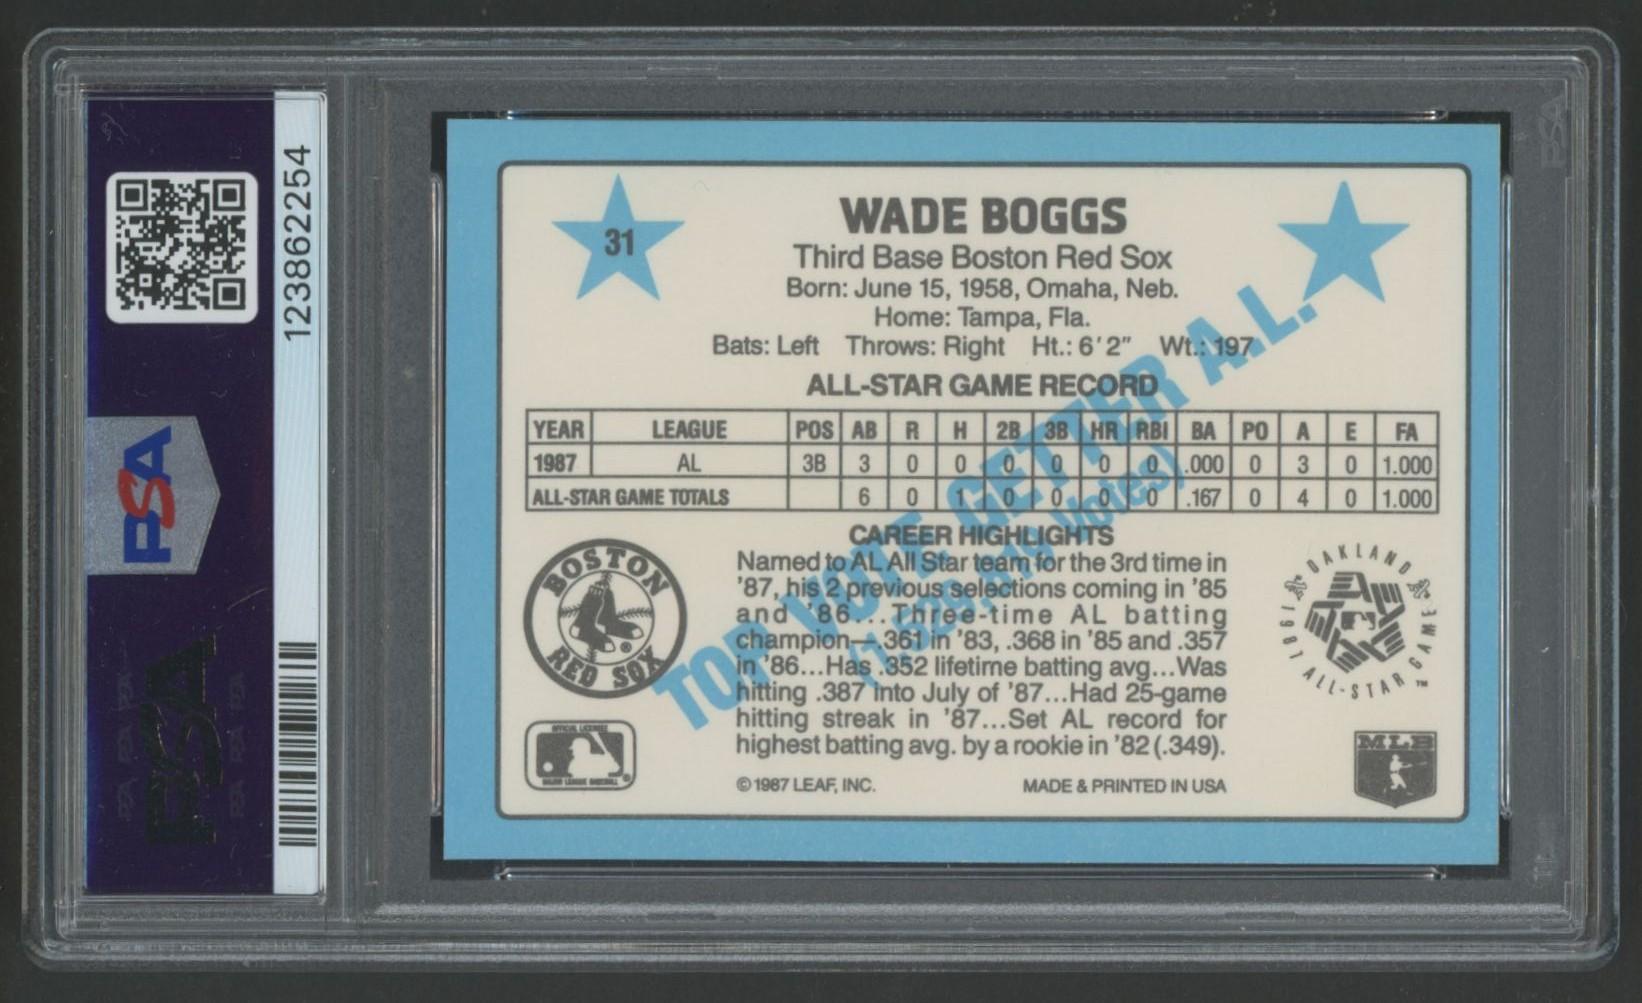 123862254
PSA
PSA
31
WADE BOGGS
Third Base Boston Red Sox
Born: June 15, 1958, Omaha, Neb.
Home: Tampa, Fla.
Bats: Left Throws: Right Ht.: 6'2" Wt.: 197
ALL-STAR GAME RECORD
YEAR LEAGUE POS AB R H 2B 3B HR RBI BA PO A E FA
1987 AL 3B 3 0 0 0 0 0 0 .000 0 3 0 1.000
ALL-STAR GAME TOTALS 6 0 1 0 0 0 0 .167 0 4 0 1.000
TOP VOTE GETTER A.L.
CAREER HIGHLIGHTS
Named to AL All Star team for the 3rd time in
'87, his 2 previous selections coming in '85
and '86...Three-time AL batting
champion—.361 in '83, .368 in '85 and .357
in '86...Has .352 lifetime batting avg...Was
hitting .387 into July of '87...Had 25-game
hitting streak in '87...Set AL record for
highest batting avg. by a rookie in '82 (.349).
BOSTON
RED SOX
®
OAKLAND
1987 ALL-STAR GAME
™
OFFICIAL LICENSEE
MAJOR LEAGUE BASEBALL
®
© 1987 LEAF, INC. MADE & PRINTED IN USA
MLB
PSA